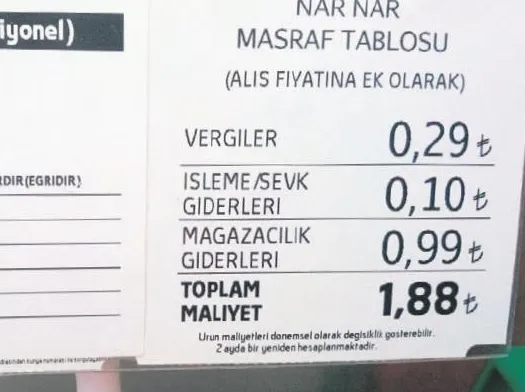 iyonel)
NAR NAR
MASRAF TABLOSU
(ALIS FIYATINA EK OLARAK)
VERGILER 0,29 ₺
RDIR(EGRIDIR)
ISLEME/SEVK
GIDERLERI 0,10 ₺
MAGAZACILIK
GIDERLERI 0,99 ₺
TOPLAM
MALIYET 1,88 ₺
Urun maliyetleri donemsel olarak degisiklik gosterebilir.
2 ayda bir yeniden hesaplanmaktadir.